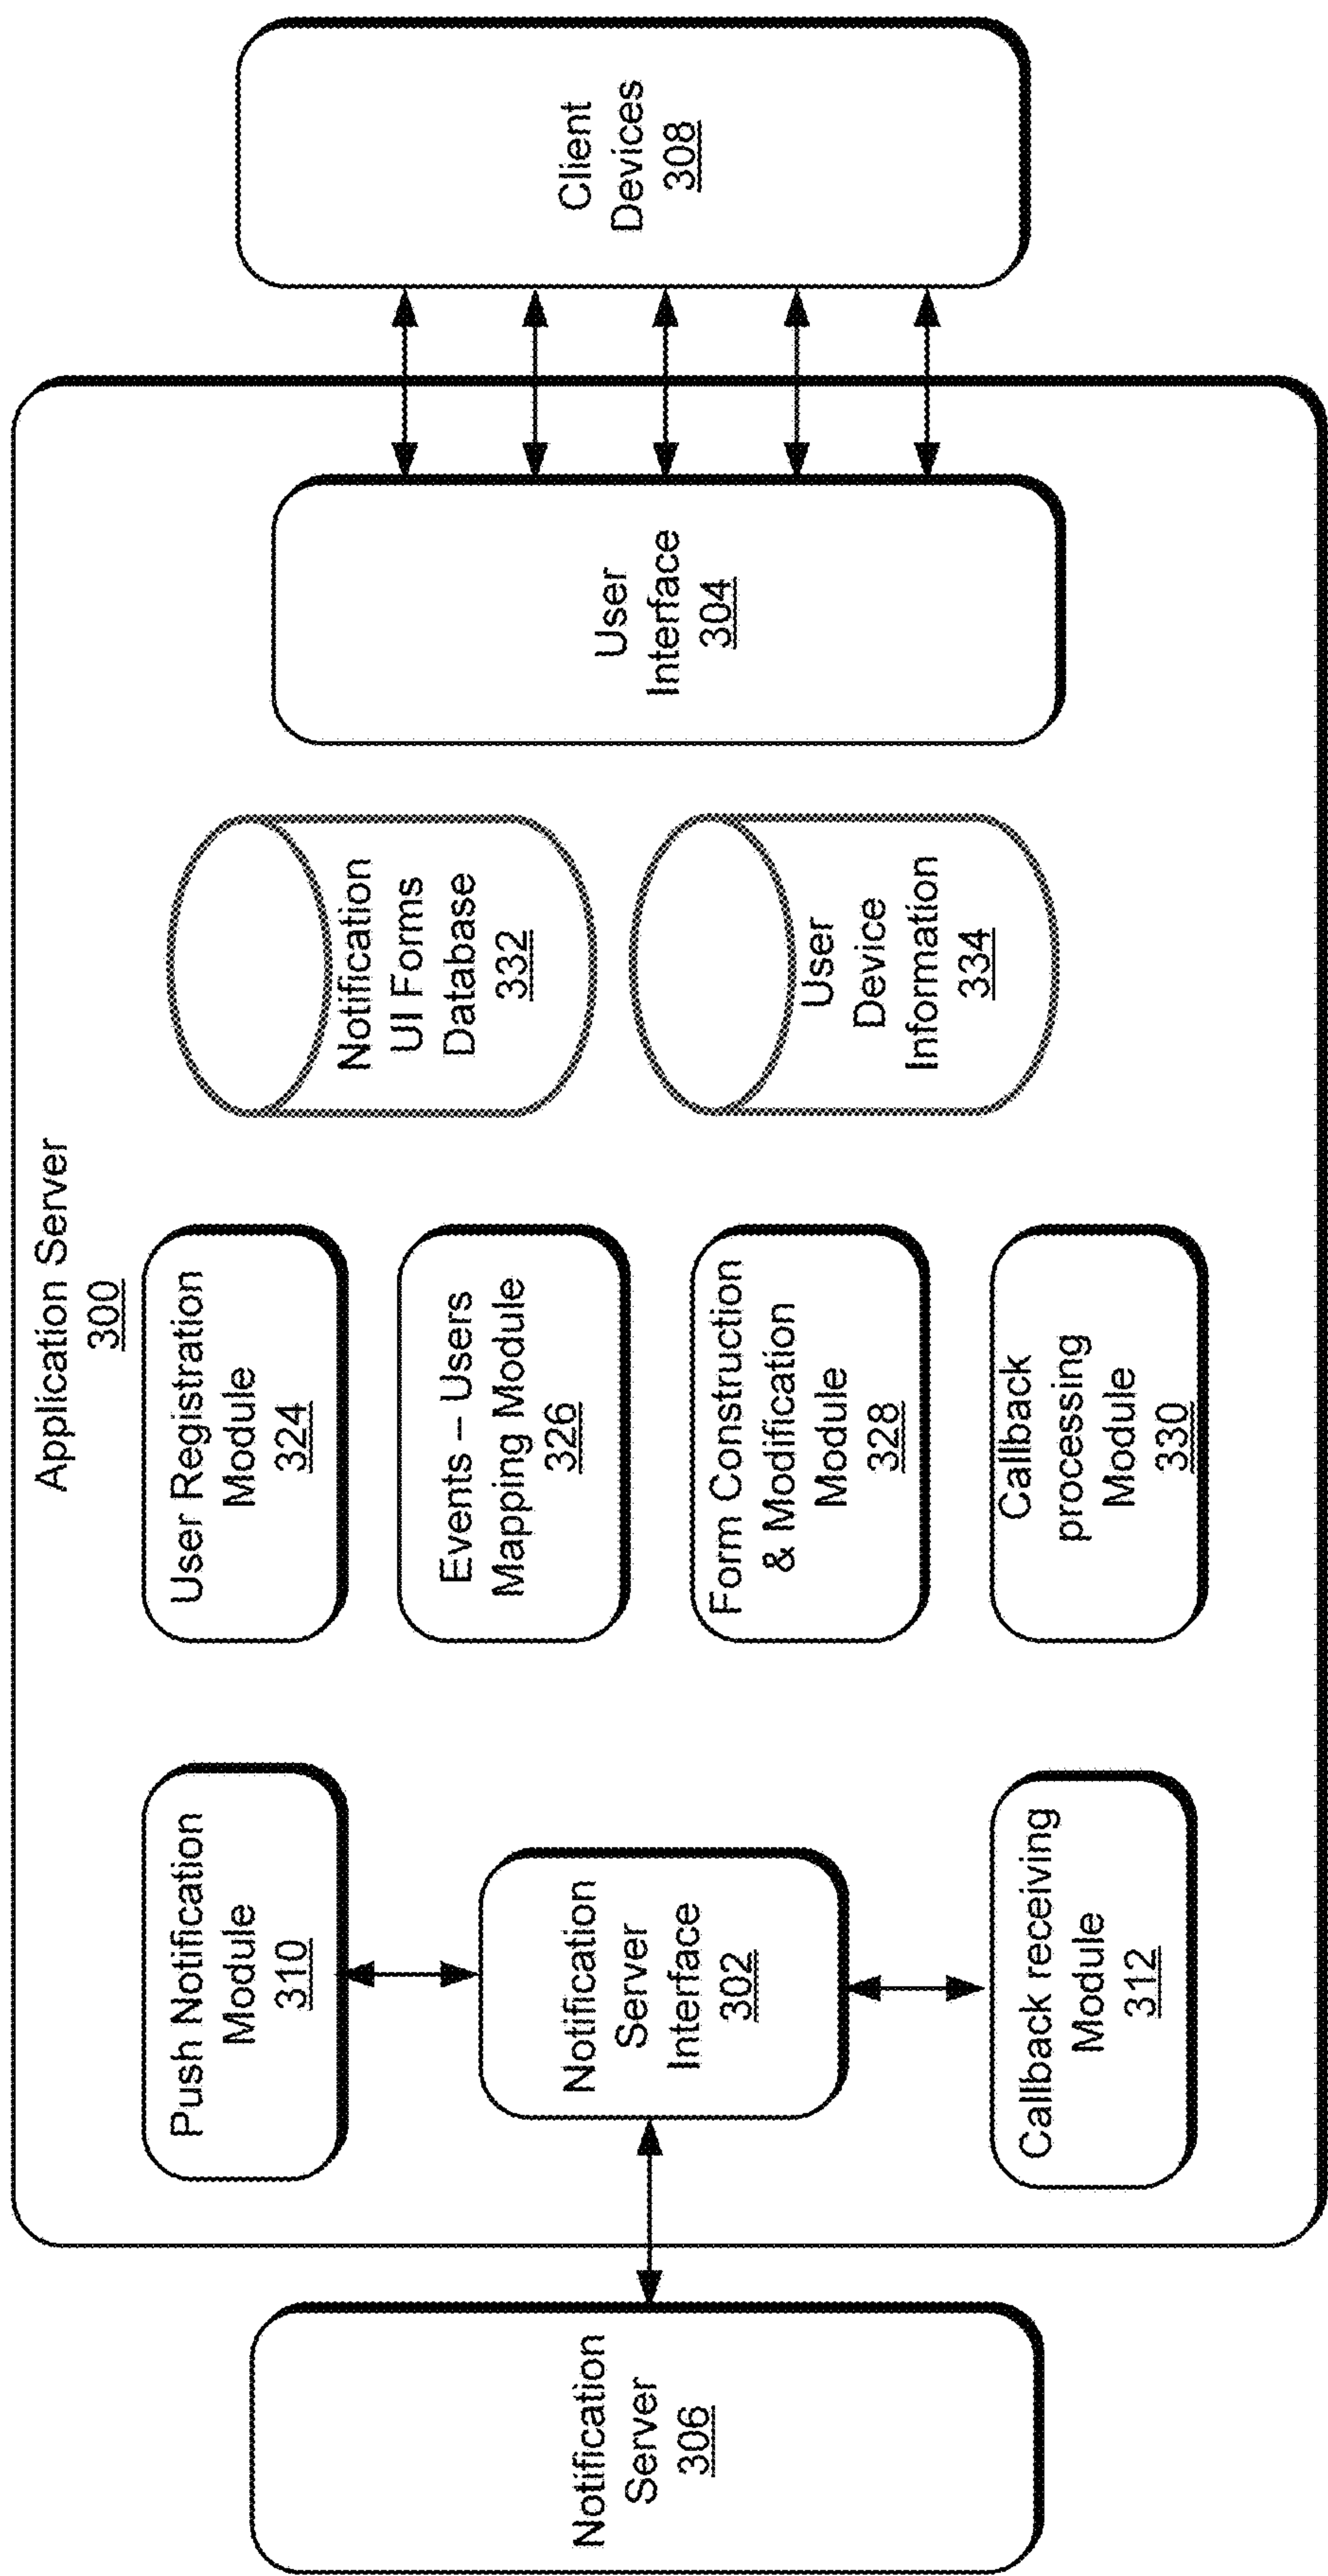 Application Server
300
Notification
Server
306
Push Notification
Module
310
Notification
Server
Interface
302
Callback receiving
Module
312
User Registration
Module
324
Events – Users
Mapping Module
326
Form Construction
& Modification
Module
328
Callback
processing
Module
330
Notification
UI Forms
Database
332
User
Device
Information
334
User
Interface
304
Client
Devices
308